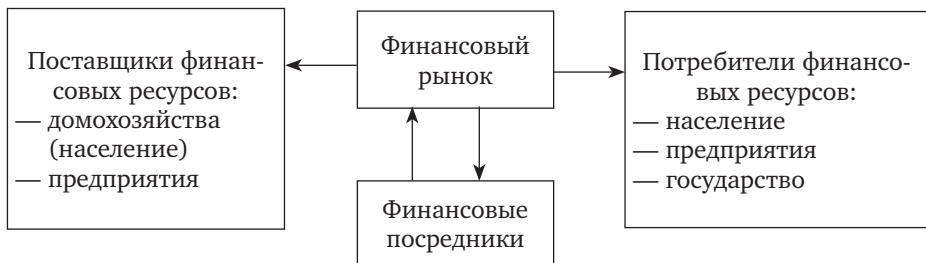 Поставщики финан-
совых ресурсов:
— домохозяйства
(население)
— предприятия
Финансовый
рынок
Финансовые
посредники
Потребители финансо-
вых ресурсов:
— население
— предприятия
— государство